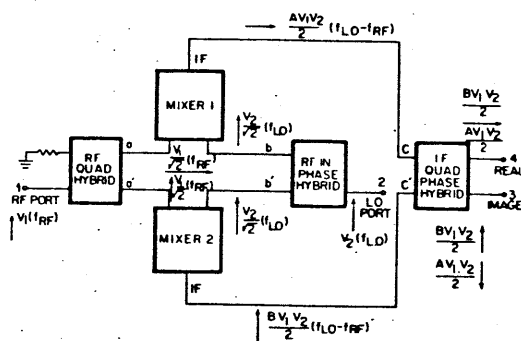 AV₁V₂/2 (fLO-fRF)
IF
MIXER 1
V₂/√2 (fLO)
BV₁V₂/2
AV₁V₂/2
RF QUAD HYBRID
a
V₁/√2 (fRF)
b
RF IN PHASE HYBRID
C
IF QUAD PHASE HYBRID
4
REAL
1
RF PORT
a'
V₁/√2 (fRF)
b'
2
LO PORT
C'
3
IMAGE
V₁(fRF)
MIXER 2
V₂/√2 (fLO)
V₂(fLO)
BV₁V₂/2
AV₁.V₂/2
IF
BV₁V₂/2 (fLO-fRF)